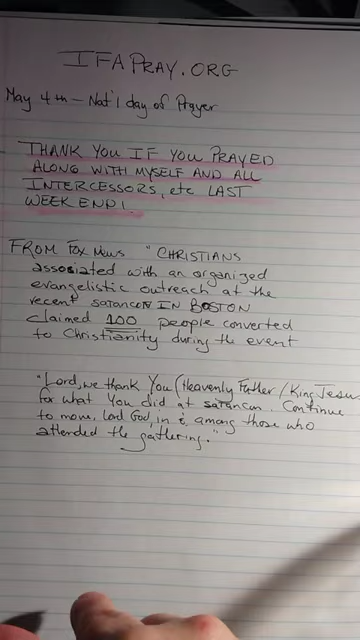 IFAPRAY.ORG
May 4th - Nat'l day of Prayer
THANK YOU IF YOU PRAYED
ALONG WITH MYSELF AND ALL
INTERCESSORS, etc LAST
WEEK END!
FROM Fox News "CHRISTIANS
associated with an organized
evangelistic outreach at the
recent satancon IN BOSTON
claimed 100 people converted
to Christianity during the event
"Lord, we thank You (Heavenly Father / King Jesus
for what You did at satancon. Continue
to move, Lord God, in & among those who
attended the gathering."